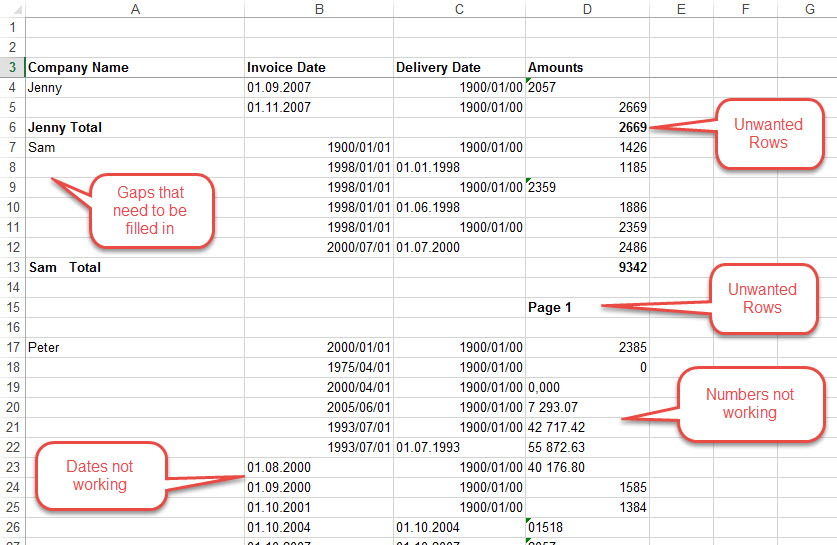 A B C D E F G
1
2
3 Company Name Invoice Date Delivery Date Amounts
4 Jenny 01.09.2007 1900/01/00 2057
5 01.11.2007 1900/01/00 2669
6 Jenny Total 2669
Unwanted
Rows
7 Sam 1900/01/01 1900/01/00 1426
8 1998/01/01 01.01.1998 1185
9 1998/01/01 1900/01/00 2359
10 1998/01/01 01.06.1998 1886
11 1998/01/01 1900/01/00 2359
12 2000/07/01 01.07.2000 2486
Gaps that
need to be
filled in
13 Sam Total 9342
14
15 Page 1
16
Unwanted
Rows
17 Peter 2000/01/01 1900/01/00 2385
18 1975/04/01 1900/01/00 0
19 2000/04/01 1900/01/00 0,000
20 2005/06/01 1900/01/00 7 293.07
21 1993/07/01 1900/01/00 42 717.42
22 1993/07/01 01.07.1993 55 872.63
Numbers not
working
23 01.08.2000 1900/01/00 40 176.80
24 01.09.2000 1900/01/00 1585
25 01.10.2001 1900/01/00 1384
Dates not
working
26 01.10.2004 01.10.2004 01518